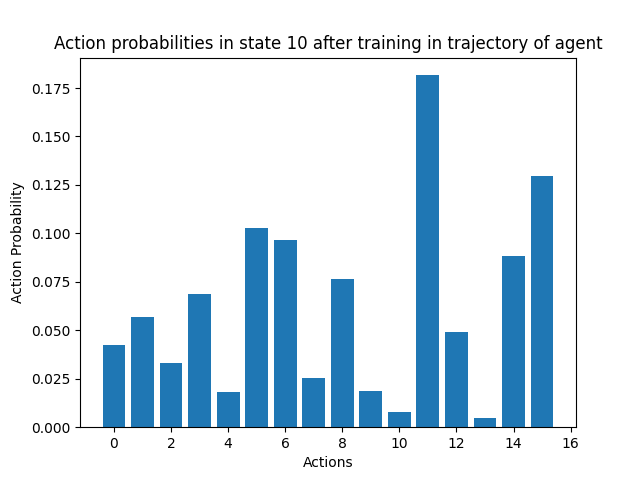 Action probabilities in state 10 after training in trajectory of agent
0.175
0.150
0.125
0.100
0.075
0.050
0.025
0.000
Action Probability
0 2 4 6 8 10 12 14 16
Actions